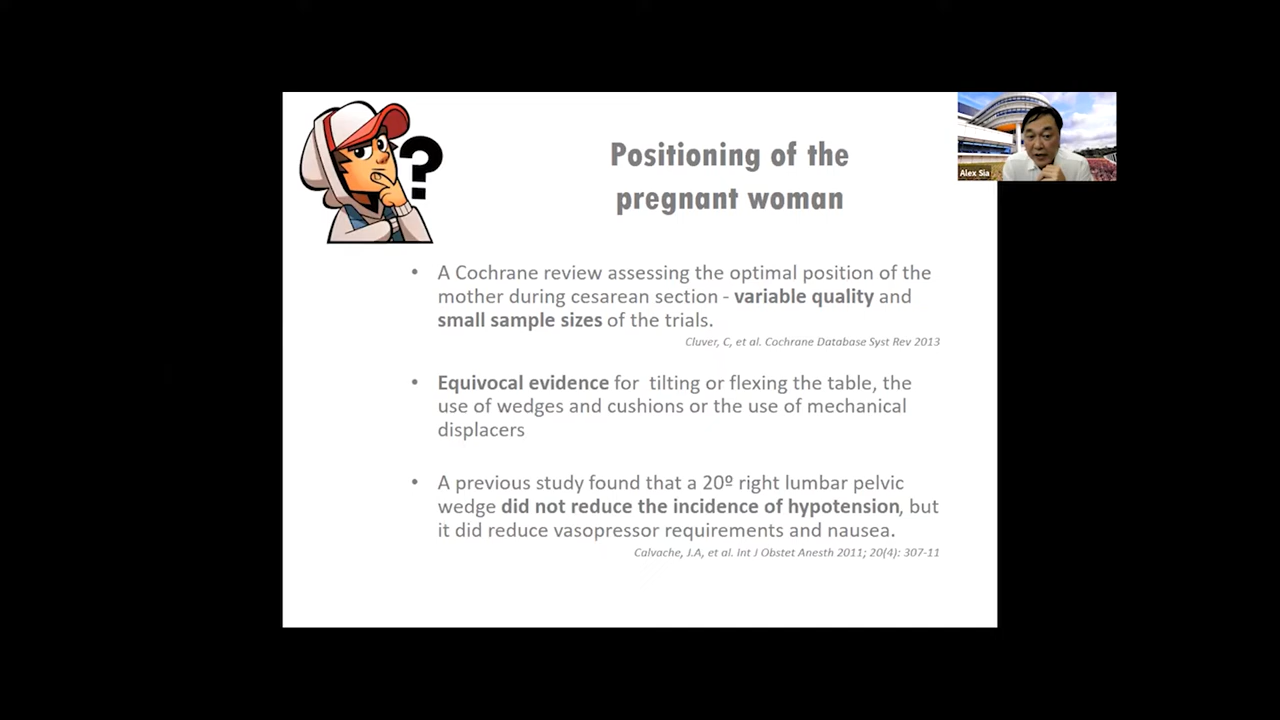 ?
Positioning of the
pregnant woman
Alex Sia
• A Cochrane review assessing the optimal position of the
mother during cesarean section - variable quality and
small sample sizes of the trials.
Cluver, C, et al. Cochrane Database Syst Rev 2013
• Equivocal evidence for  tilting or flexing the table, the
use of wedges and cushions or the use of mechanical
displacers
• A previous study found that a 20º right lumbar pelvic
wedge did not reduce the incidence of hypotension, but
it did reduce vasopressor requirements and nausea.
Calvache, J.A, et al. Int J Obstet Anesth 2011; 20(4): 307-11